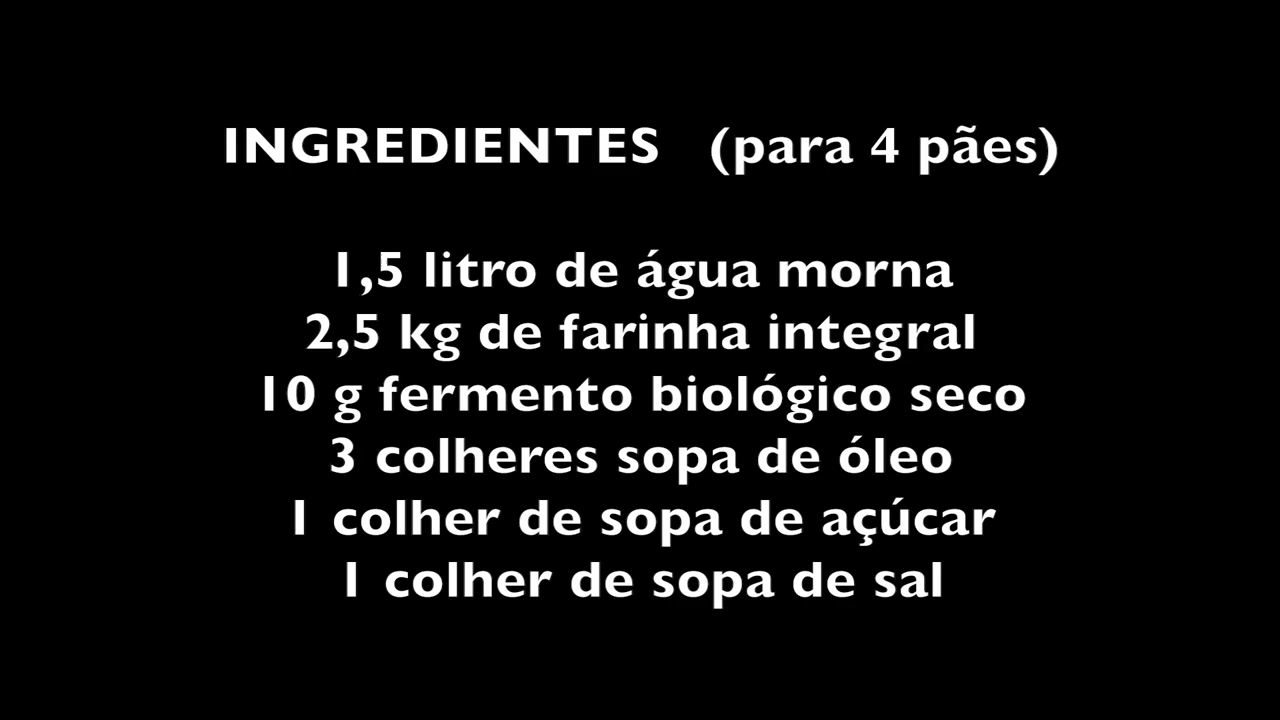 INGREDIENTES (para 4 pães)
1,5 litro de água morna
2,5 kg de farinha integral
10 g fermento biológico seco
3 colheres sopa de óleo
1 colher de sopa de açúcar
1 colher de sopa de sal